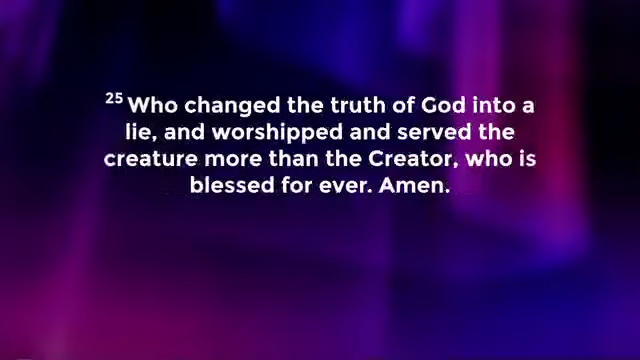 25 Who changed the truth of God into a
lie, and worshipped and served the
creature more than the Creator, who is
blessed for ever. Amen.